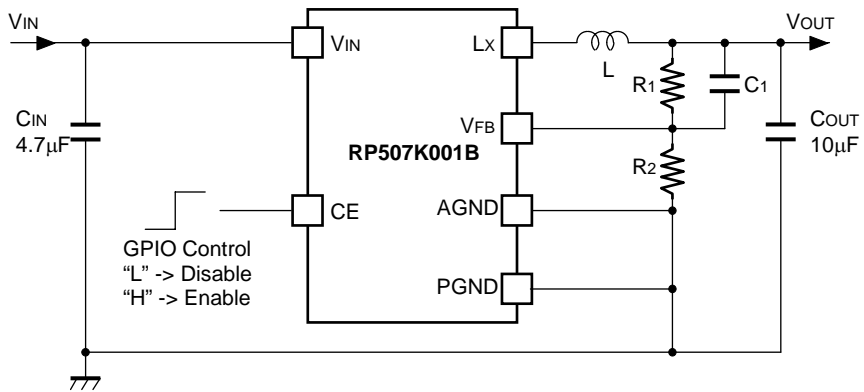 VIN
VOUT
VIN
LX
L
R1
C1
CIN
4.7μF
VFB
COUT
10μF
RP507K001B
R2
CE
AGND
GPIO Control
“L” -> Disable
“H” -> Enable
PGND